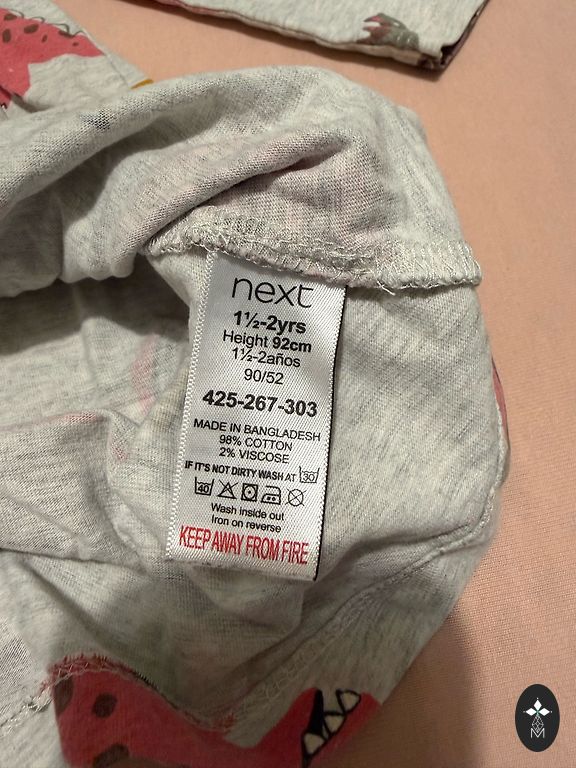 next
1½-2yrs
Height 92cm
1½-2años
90/52
425-267-303
MADE IN BANGLADESH
98% COTTON
2% VISCOSE
IF IT'S NOT DIRTY WASH AT 30
40
Wash inside out
Iron on reverse
KEEP AWAY FROM FIRE
M